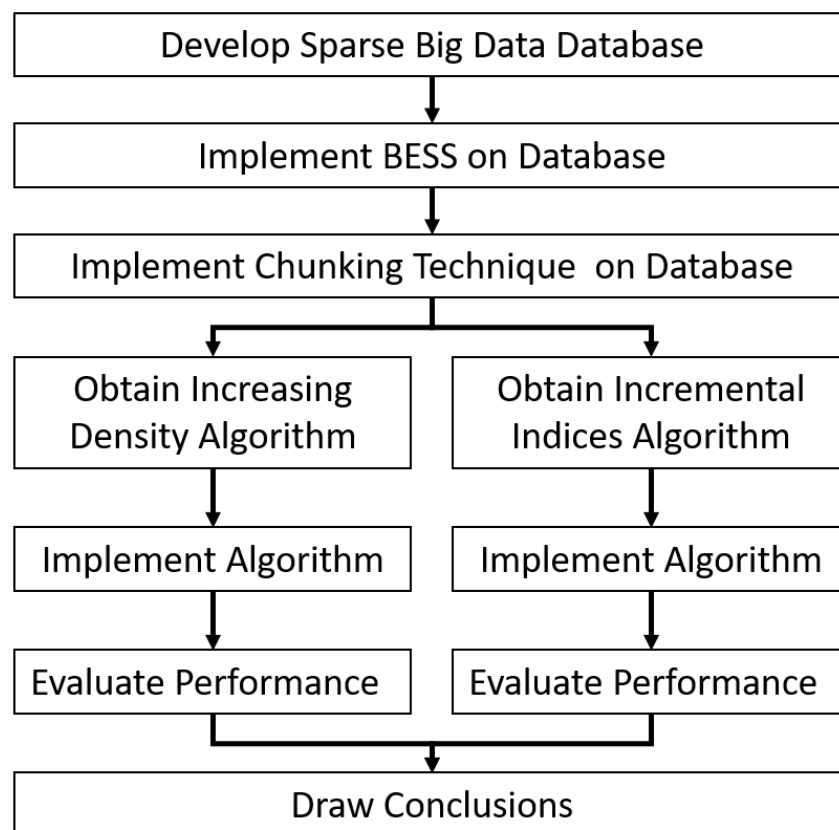 Develop Sparse Big Data Database
Implement BESS on Database
Implement Chunking Technique  on Database
Obtain Increasing
Density Algorithm
Obtain Incremental
Indices Algorithm
Implement Algorithm
Implement Algorithm
Evaluate Performance
Evaluate Performance
Draw Conclusions